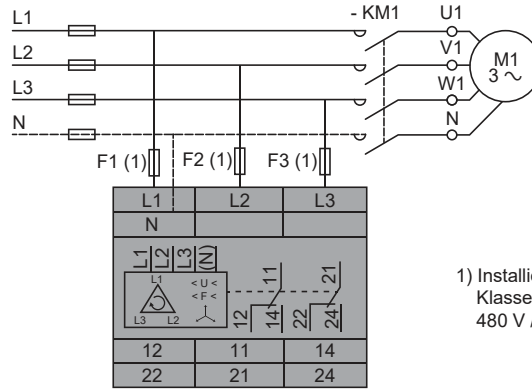 L1 - KM1 U1
L2 V1
L3 W1
N N
M1
3 ~
F1 (1) F2 (1) F3 (1)
L1 L2 L3
N
L1 L2 L3 (N)
L1
L3 L2
< U <
< F <
11 21
12 14 22 24
12 11 14
22 21 24
1) Installie
Klasse
480 V /